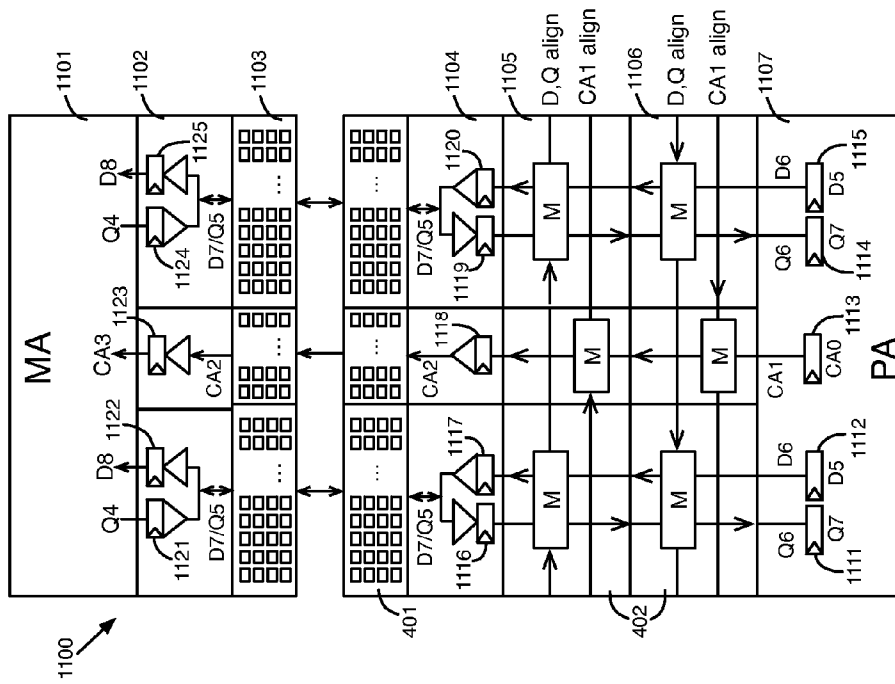 1100
MA
1101
1102
1103
Q4
D8
1121
1122
D7/Q5
CA3
1123
CA2
Q4
D8
1124
1125
D7/Q5
...
...
...
401
...
...
...
D7/Q5
1116
1117
CA2
1118
D7/Q5
1119
1120
1104
1105
D,Q align
CA1 align
1106
D,Q align
CA1 align
1107
M
M
M
M
M
M
402
Q6
D6
Q7
D5
1111
1112
CA1
CA0
1113
Q6
D6
Q7
D5
1114
1115
PA